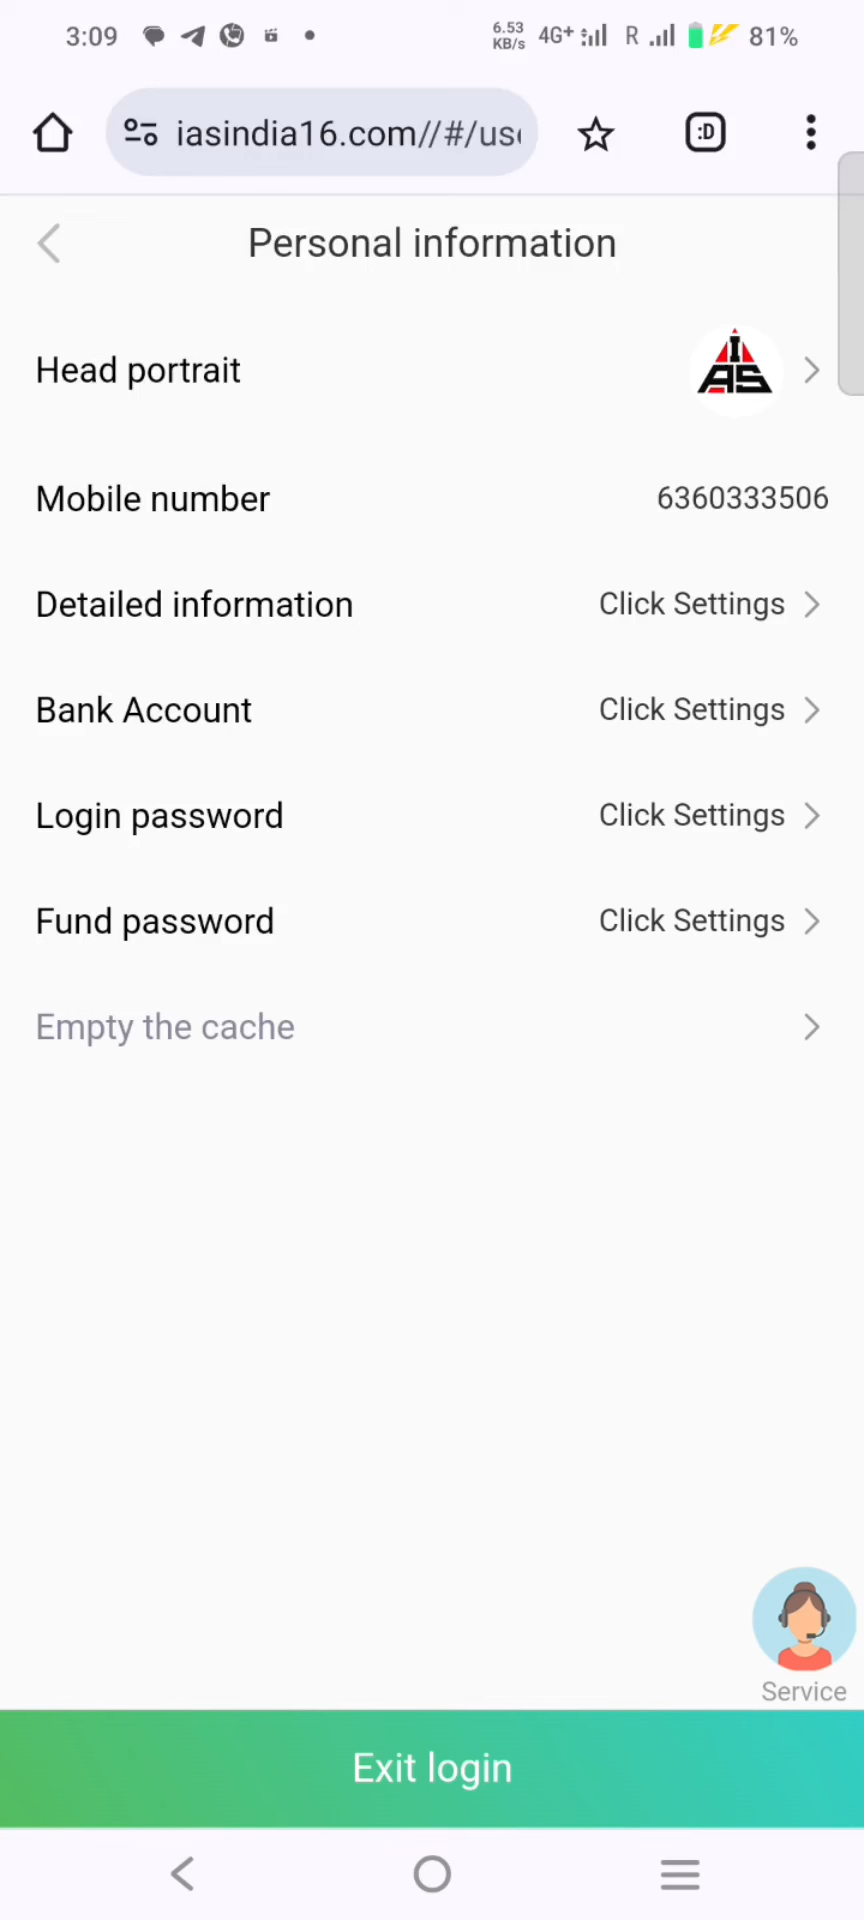 3:09 6.53 KB/s 4G+ R 81%
iasindia16.com//#/us :D
Personal information
Head portrait IAS
Mobile number 6360333506
Detailed information Click Settings
Bank Account Click Settings
Login password Click Settings
Fund password Click Settings
Empty the cache
Service
Exit login